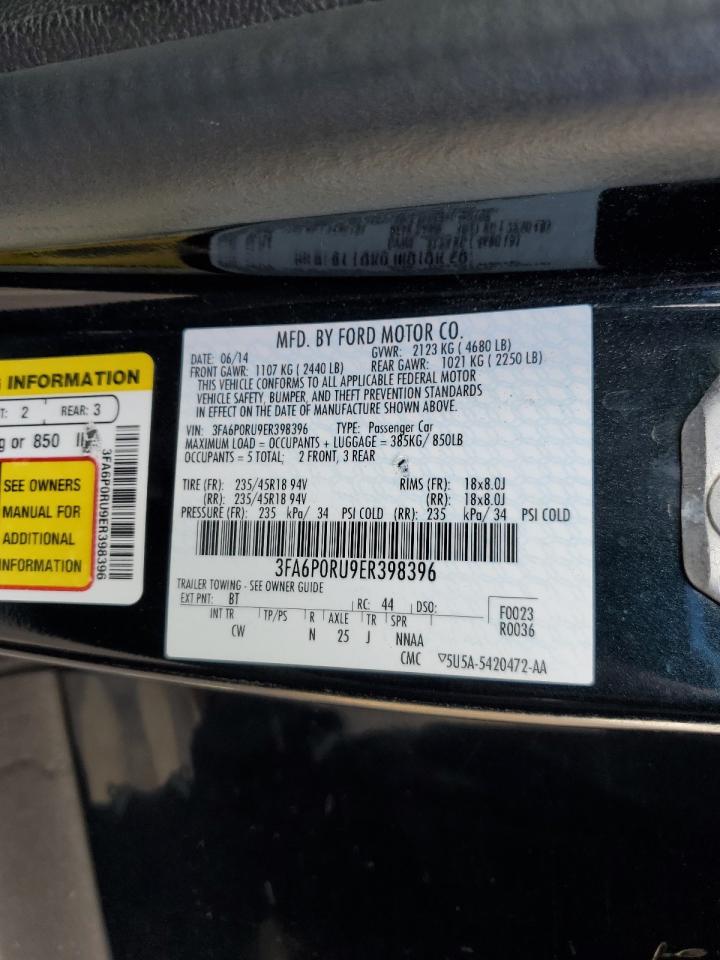 MFD. BY FORD MOTOR CO.
DATE: 06/14 GVWR: 2123 KG ( 4680 LB)
FRONT GAWR: 1107 KG ( 2440 LB) REAR GAWR: 1021 KG ( 2250 LB)
THIS VEHICLE CONFORMS TO ALL APPLICABLE FEDERAL MOTOR
VEHICLE SAFETY, BUMPER, AND THEFT PREVENTION STANDARDS
IN EFFECT ON THE DATE OF MANUFACTURE SHOWN ABOVE.
VIN: 3FA6P0RU9ER398396 TYPE: Passenger Car
MAXIMUM LOAD = OCCUPANTS + LUGGAGE = 385KG/ 850LB
OCCUPANTS = 5 TOTAL; 2 FRONT, 3 REAR
TIRE (FR): 235/45R18 94V RIMS (FR): 18x8.0J
(RR): 235/45R18 94V (RR): 18x8.0J
PRESSURE (FR): 235 kPa/ 34 PSI COLD (RR): 235 kPa/ 34 PSI COLD
3FA6P0RU9ER398396
TRAILER TOWING - SEE OWNER GUIDE
EXT PNT: BT RC: 44 DSO: F0023
INT TR TP/PS R AXLE TR SPR R0036
CW N 25 J NNAA
CMC ▽5U5A-5420472-AA
INFORMATION
2 REAR: 3
or 850
SEE OWNERS
MANUAL FOR
ADDITIONAL
INFORMATION
3FA6P0RU9ER398396